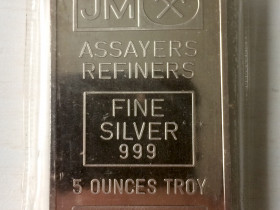 JM
ASSAYERS
REFINERS
FINE
SILVER
999
5 OUNCES TROY